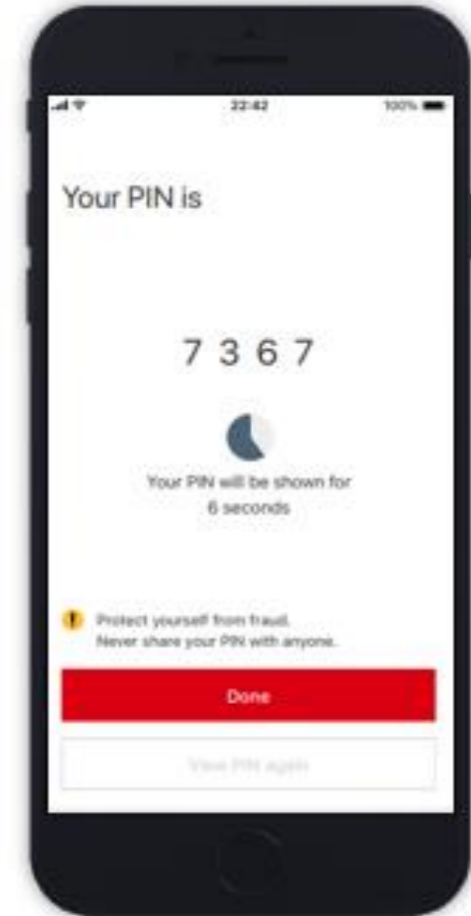 22:42 100%
Your PIN is
7 3 6 7
Your PIN will be shown for
6 seconds
! Protect yourself from fraud.
Never share your PIN with anyone.
Done
View PIN again